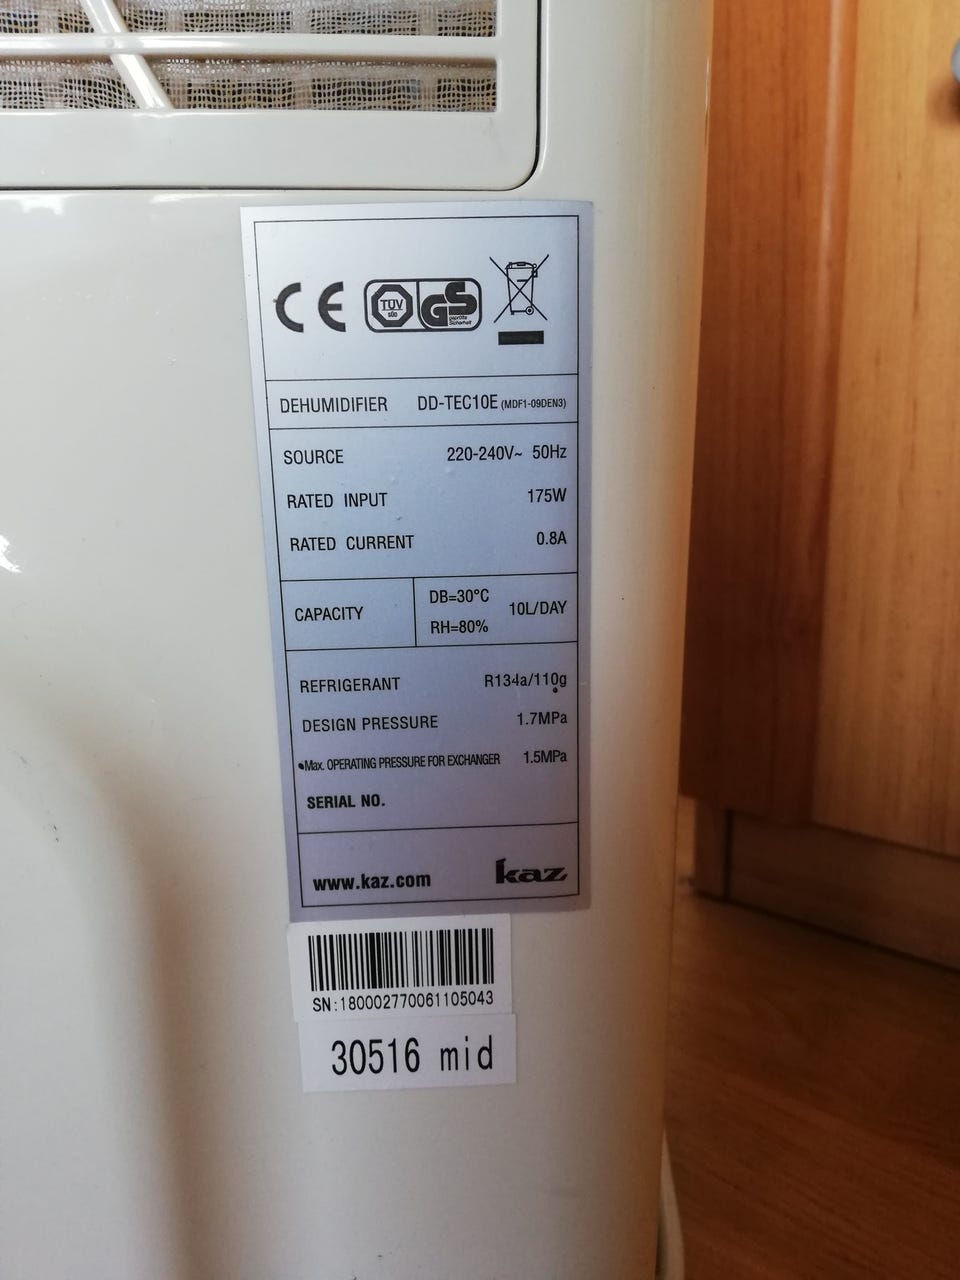 CE TÜV SÜD GS geprüfte Sicherheit
DEHUMIDIFIER DD-TEC10E (MDF1-09DEN3)
SOURCE 220-240V~ 50Hz
RATED INPUT 175W
RATED CURRENT 0.8A
CAPACITY DB=30°C RH=80% 10L/DAY
REFRIGERANT R134a/110g
DESIGN PRESSURE 1.7MPa
Max. OPERATING PRESSURE FOR EXCHANGER 1.5MPa
SERIAL NO.
www.kaz.com kaz
SN:180002770061105043
30516 mid